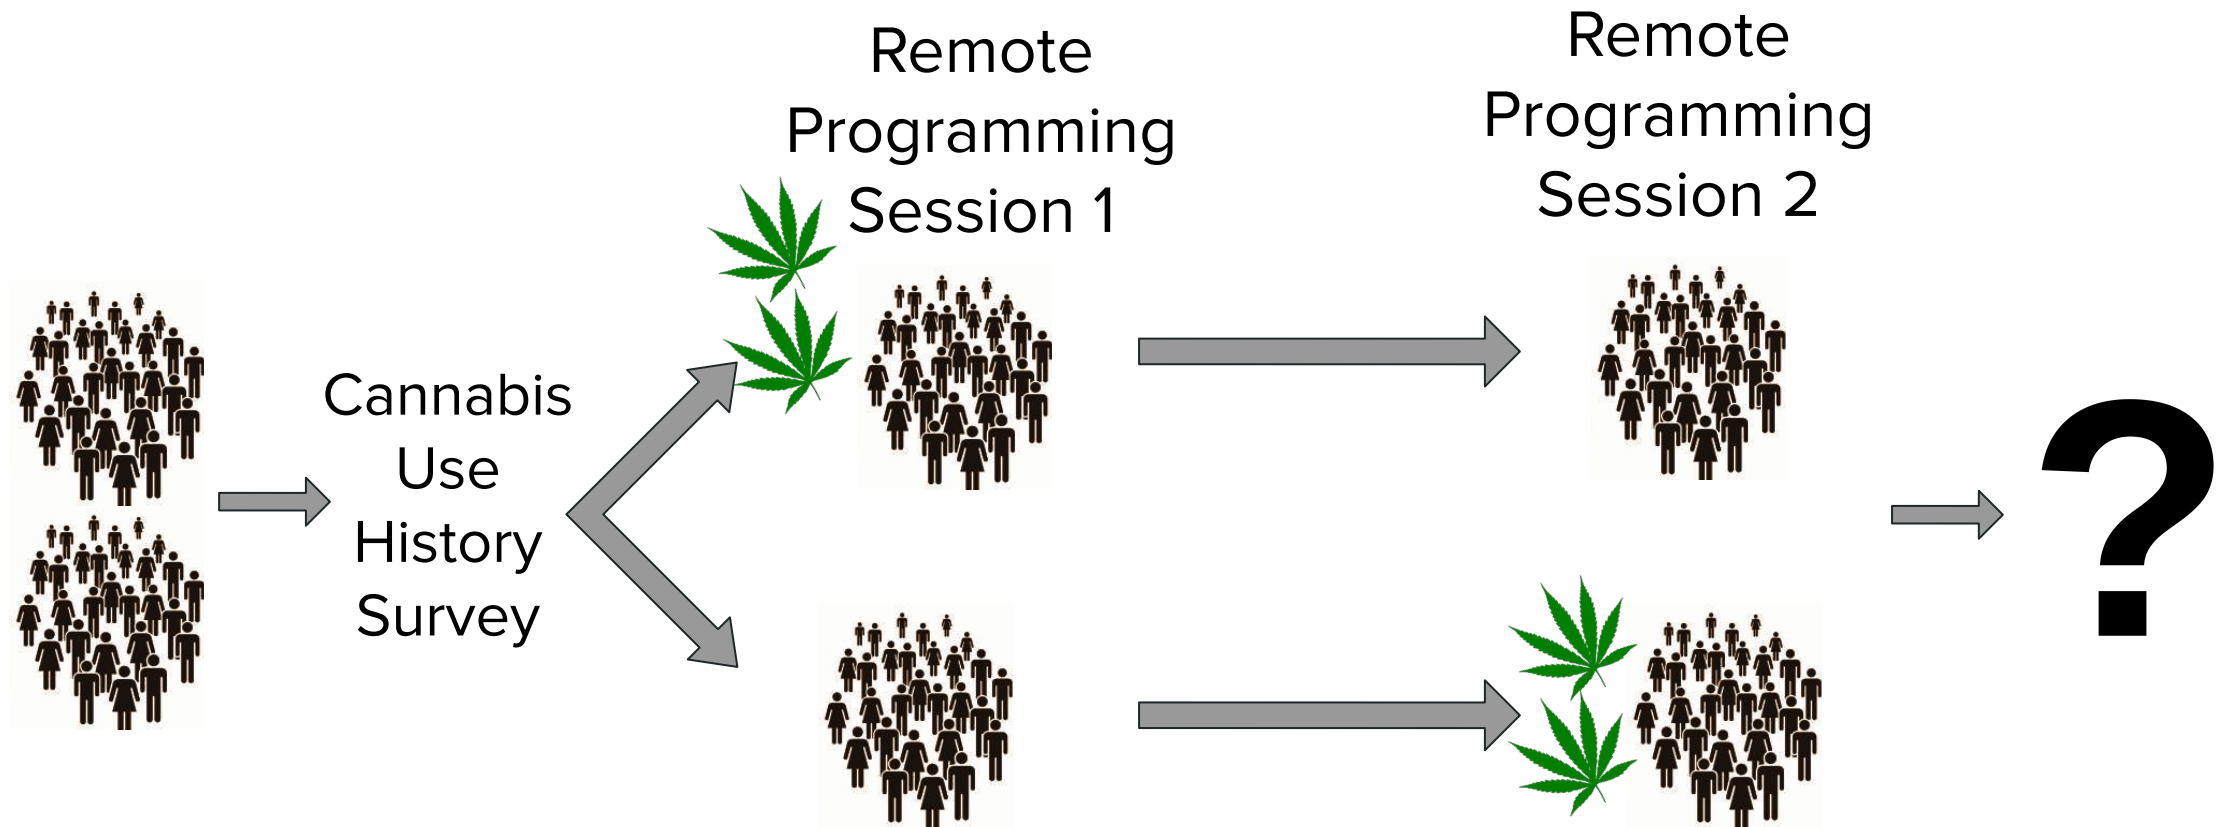 Cannabis
Use
History
Survey
Remote
Programming
Session 1
Remote
Programming
Session 2
?